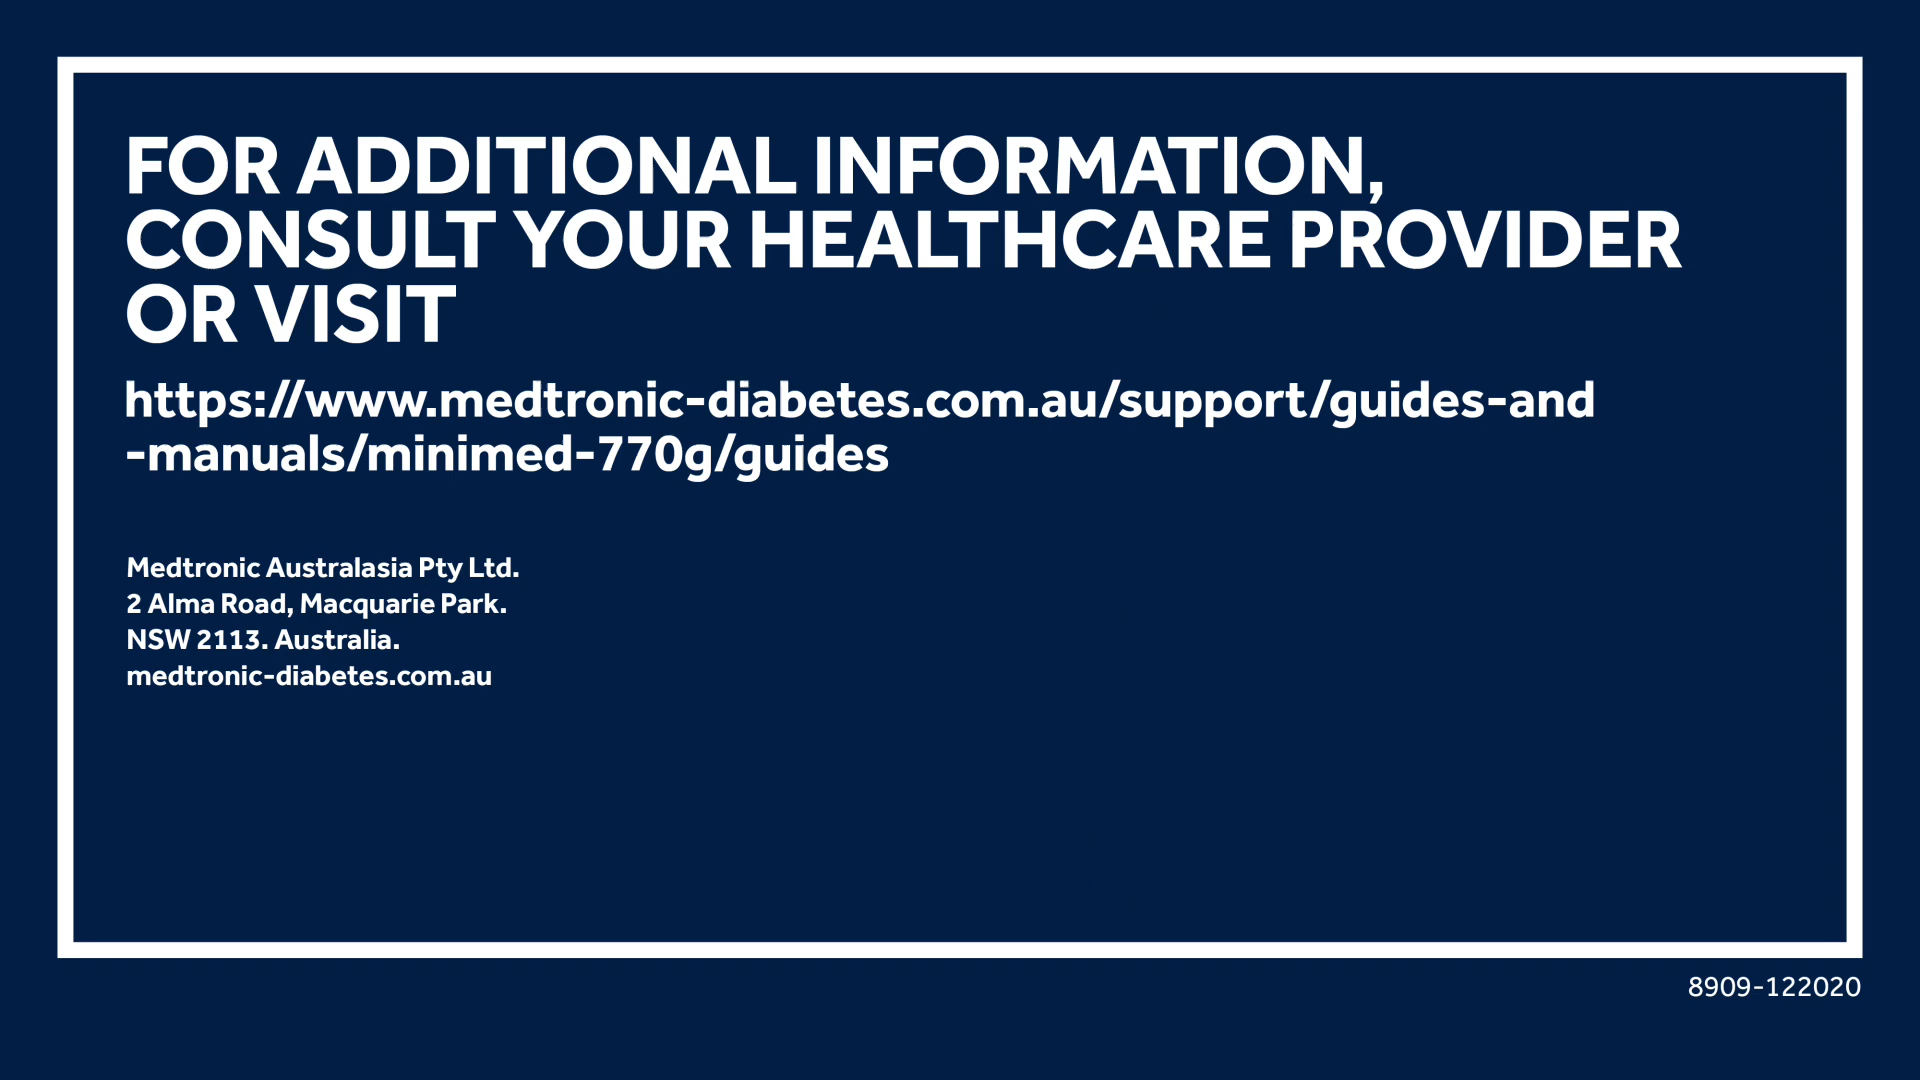 FOR ADDITIONAL INFORMATION,
CONSULT YOUR HEALTHCARE PROVIDER
OR VISIT
https://www.medtronic-diabetes.com.au/support/guides-and
-manuals/minimed-770g/guides
Medtronic Australasia Pty Ltd.
2 Alma Road, Macquarie Park.
NSW 2113. Australia.
medtronic-diabetes.com.au
8909-122020